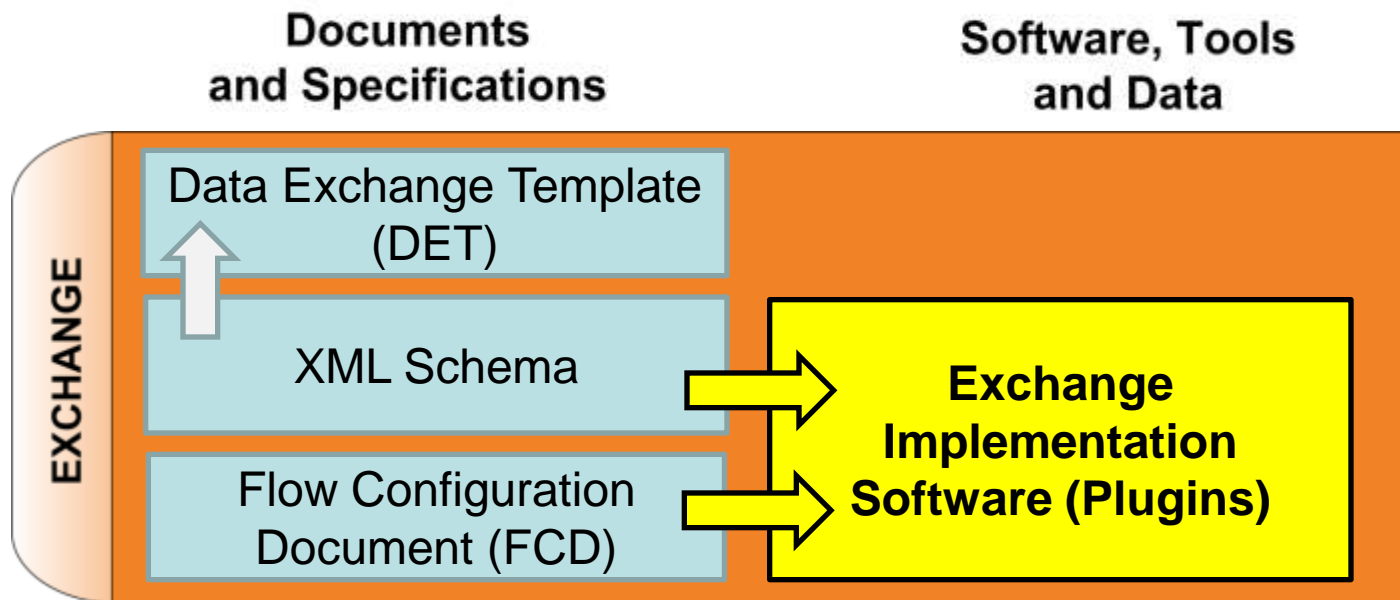 Documents
and Specifications
Software, Tools
and Data
EXCHANGE
Data Exchange Template
(DET)
XML Schema
Flow Configuration
Document (FCD)
Exchange
Implementation
Software (Plugins)